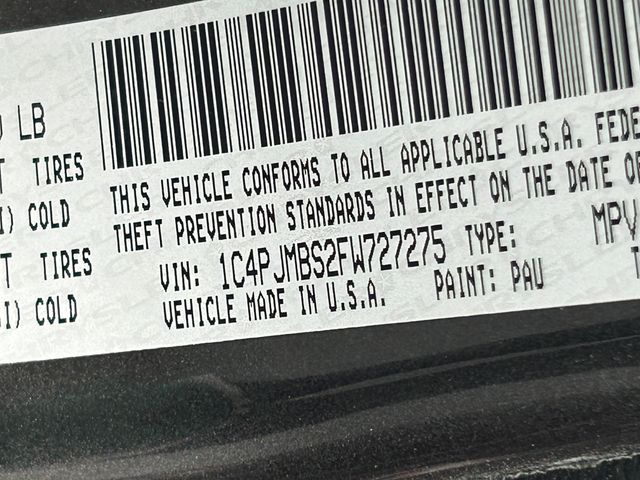 LB
TIRES
COLD
TIRES
COLD
THIS VEHICLE CONFORMS TO ALL APPLICABLE U.S.A. FEDE
THEFT PREVENTION STANDARDS IN EFFECT ON THE DATE OF
VIN: 1C4PJMBS2FW727275 TYPE: MPV
VEHICLE MADE IN U.S.A. PAINT: PAU